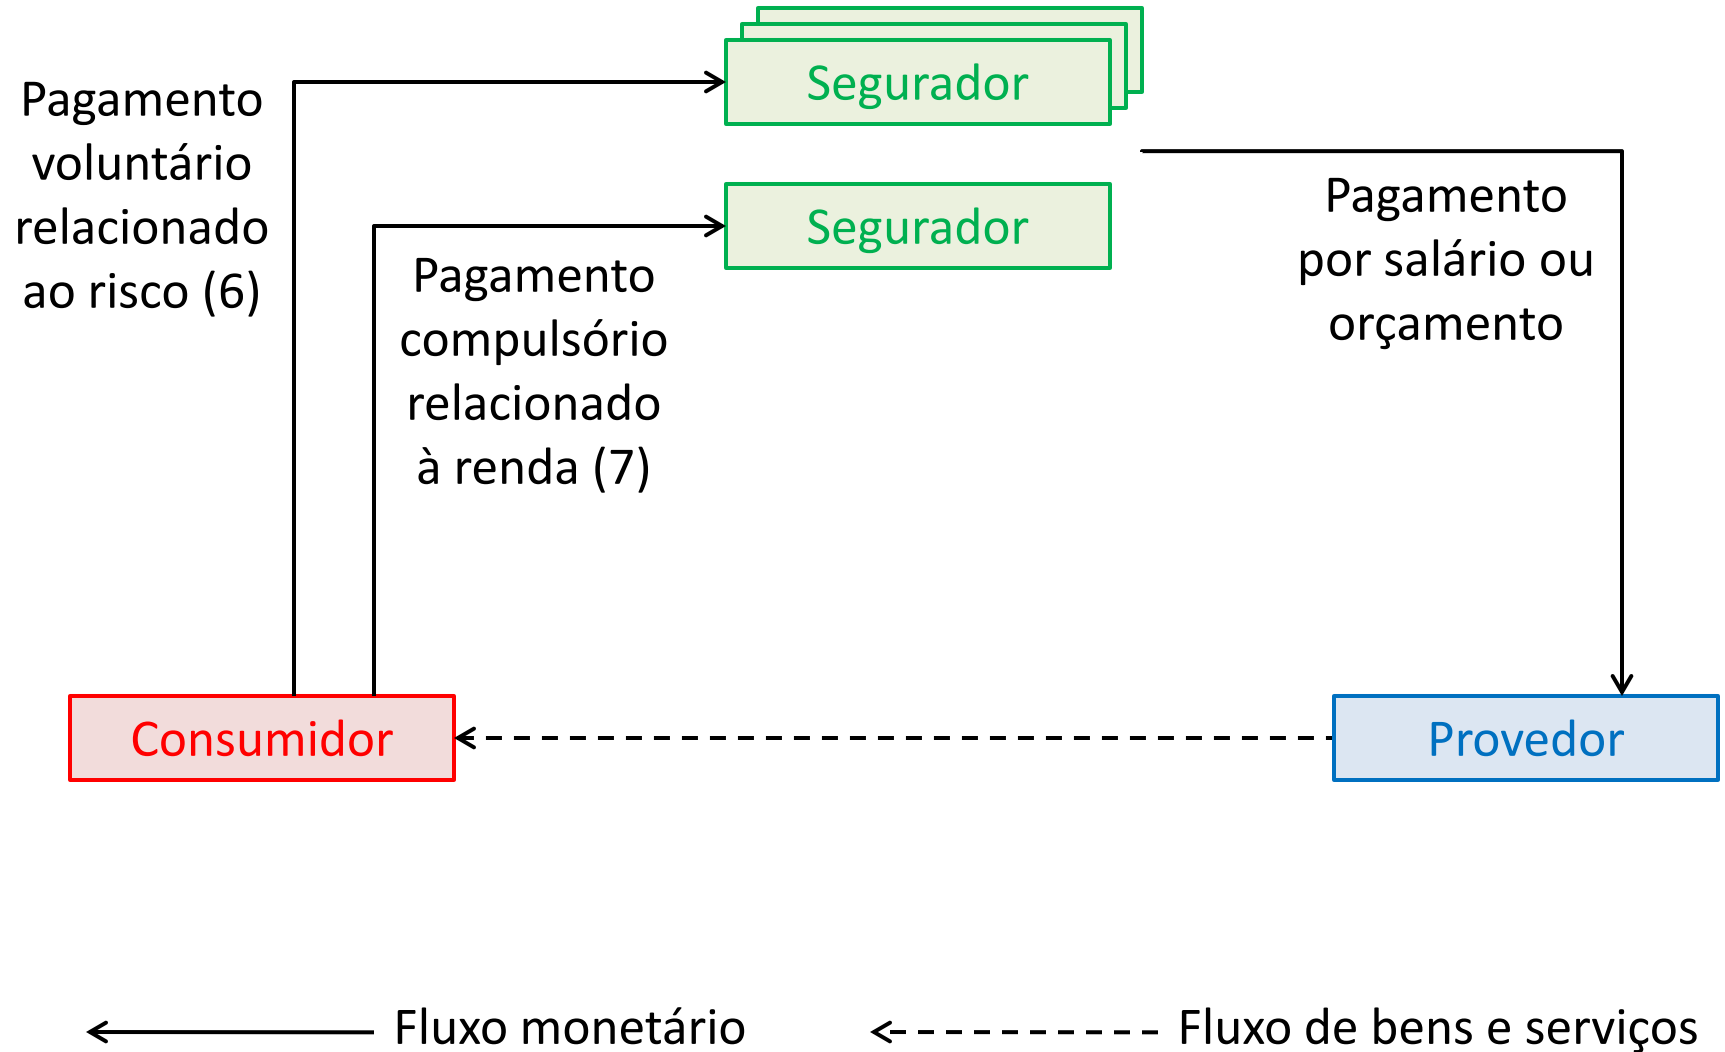 Segurador
Pagamento
voluntário
relacionado
ao risco (6)
Segurador
Pagamento
compulsório
relacionado
à renda (7)
Pagamento
por salário ou
orçamento
Consumidor
Provedor
Fluxo monetário
Fluxo de bens e serviços